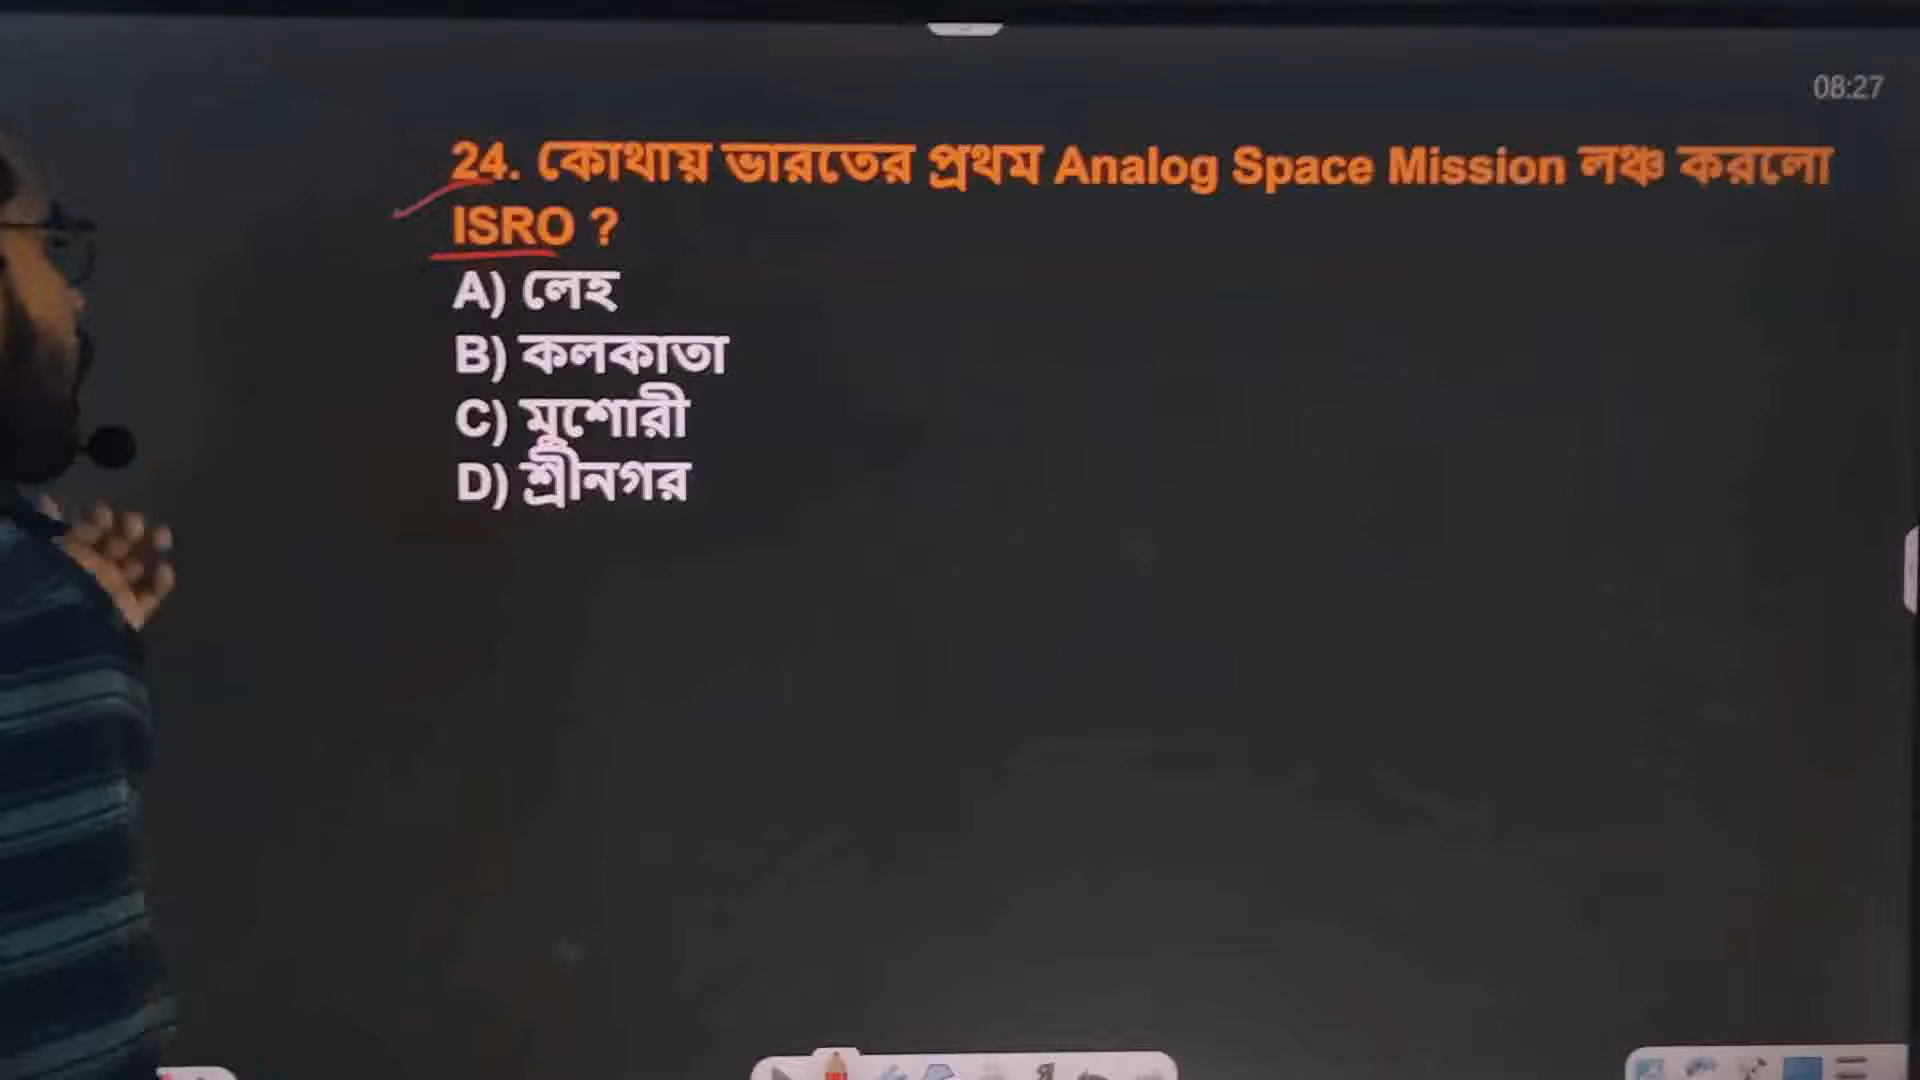 08:27
24. কোথায় ভারতের প্রথম Analog Space Mission লঞ্চ করলো
ISRO ?
A) লেহ
B) কলকাতা
C) মুশোরী
D) শ্রীনগর